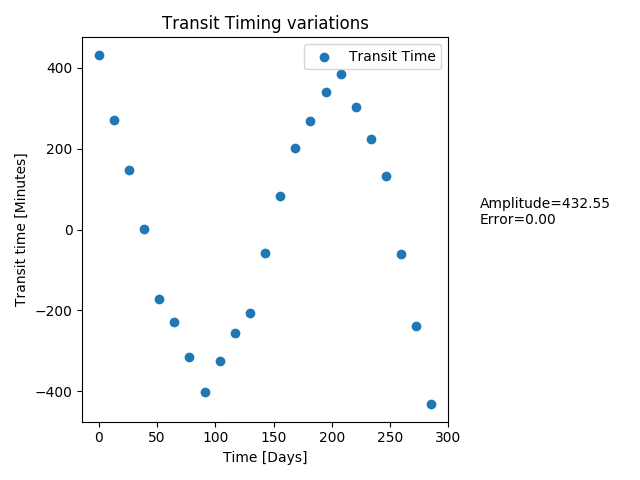 Transit Timing variations
Transit Time
Transit time [Minutes]
400
200
0
−200
−400
0 50 100 150 200 250 300
Time [Days]
Amplitude=432.55
Error=0.00